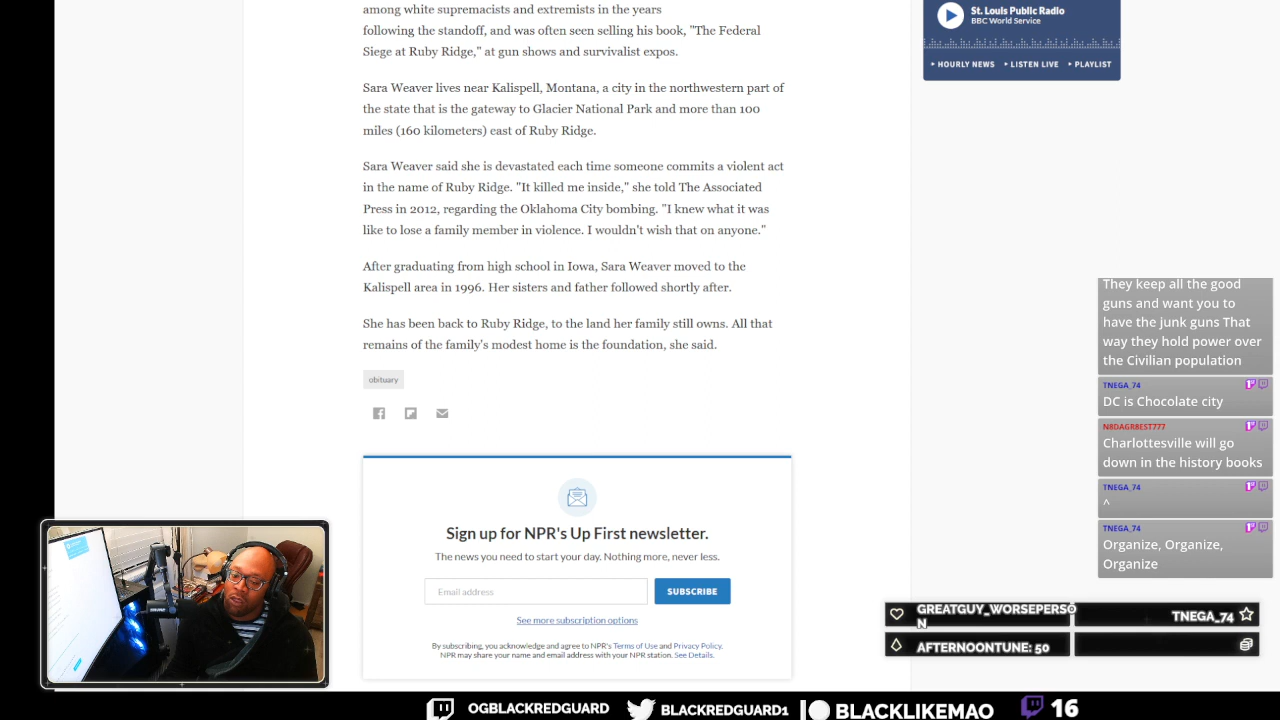 among white supremacists and extremists in the years
following the standoff, and was often seen selling his book, "The Federal
Siege at Ruby Ridge," at gun shows and survivalist expos.
Sara Weaver lives near Kalispell, Montana, a city in the northwestern part of
the state that is the gateway to Glacier National Park and more than 100
miles (160 kilometers) east of Ruby Ridge.
Sara Weaver said she is devastated each time someone commits a violent act
in the name of Ruby Ridge. "It killed me inside," she told The Associated
Press in 2012, regarding the Oklahoma City bombing. "I knew what it was
like to lose a family member in violence. I wouldn't wish that on anyone."
After graduating from high school in Iowa, Sara Weaver moved to the
Kalispell area in 1996. Her sisters and father followed shortly after.
She has been back to Ruby Ridge, to the land her family still owns. All that
remains of the family's modest home is the foundation, she said.
obituary
Sign up for NPR's Up First newsletter.
The news you need to start your day. Nothing more, never less.
Email address
SUBSCRIBE
See more subscription options
By subscribing, you acknowledge and agree to NPR's Terms of Use and Privacy Policy.
NPR may share your name and email address with your NPR station. See Details.
St. Louis Public Radio
BBC World Service
HOURLY NEWS
LISTEN LIVE
PLAYLIST
They keep all the good
guns and want you to
have the junk guns That
way they hold power over
the Civilian population
TNEGA_74
DC is Chocolate city
N8DAGR8EST777
Charlottesville will go
down in the history books
TNEGA_74
^
TNEGA_74
Organize, Organize,
Organize
GREATGUY_WORSEPERSO
N
TNEGA_74
AFTERNOONTUNE: 50
OGBLACKREDGUARD
BLACKREDGUARD1
BLACKLIKEMAO
16